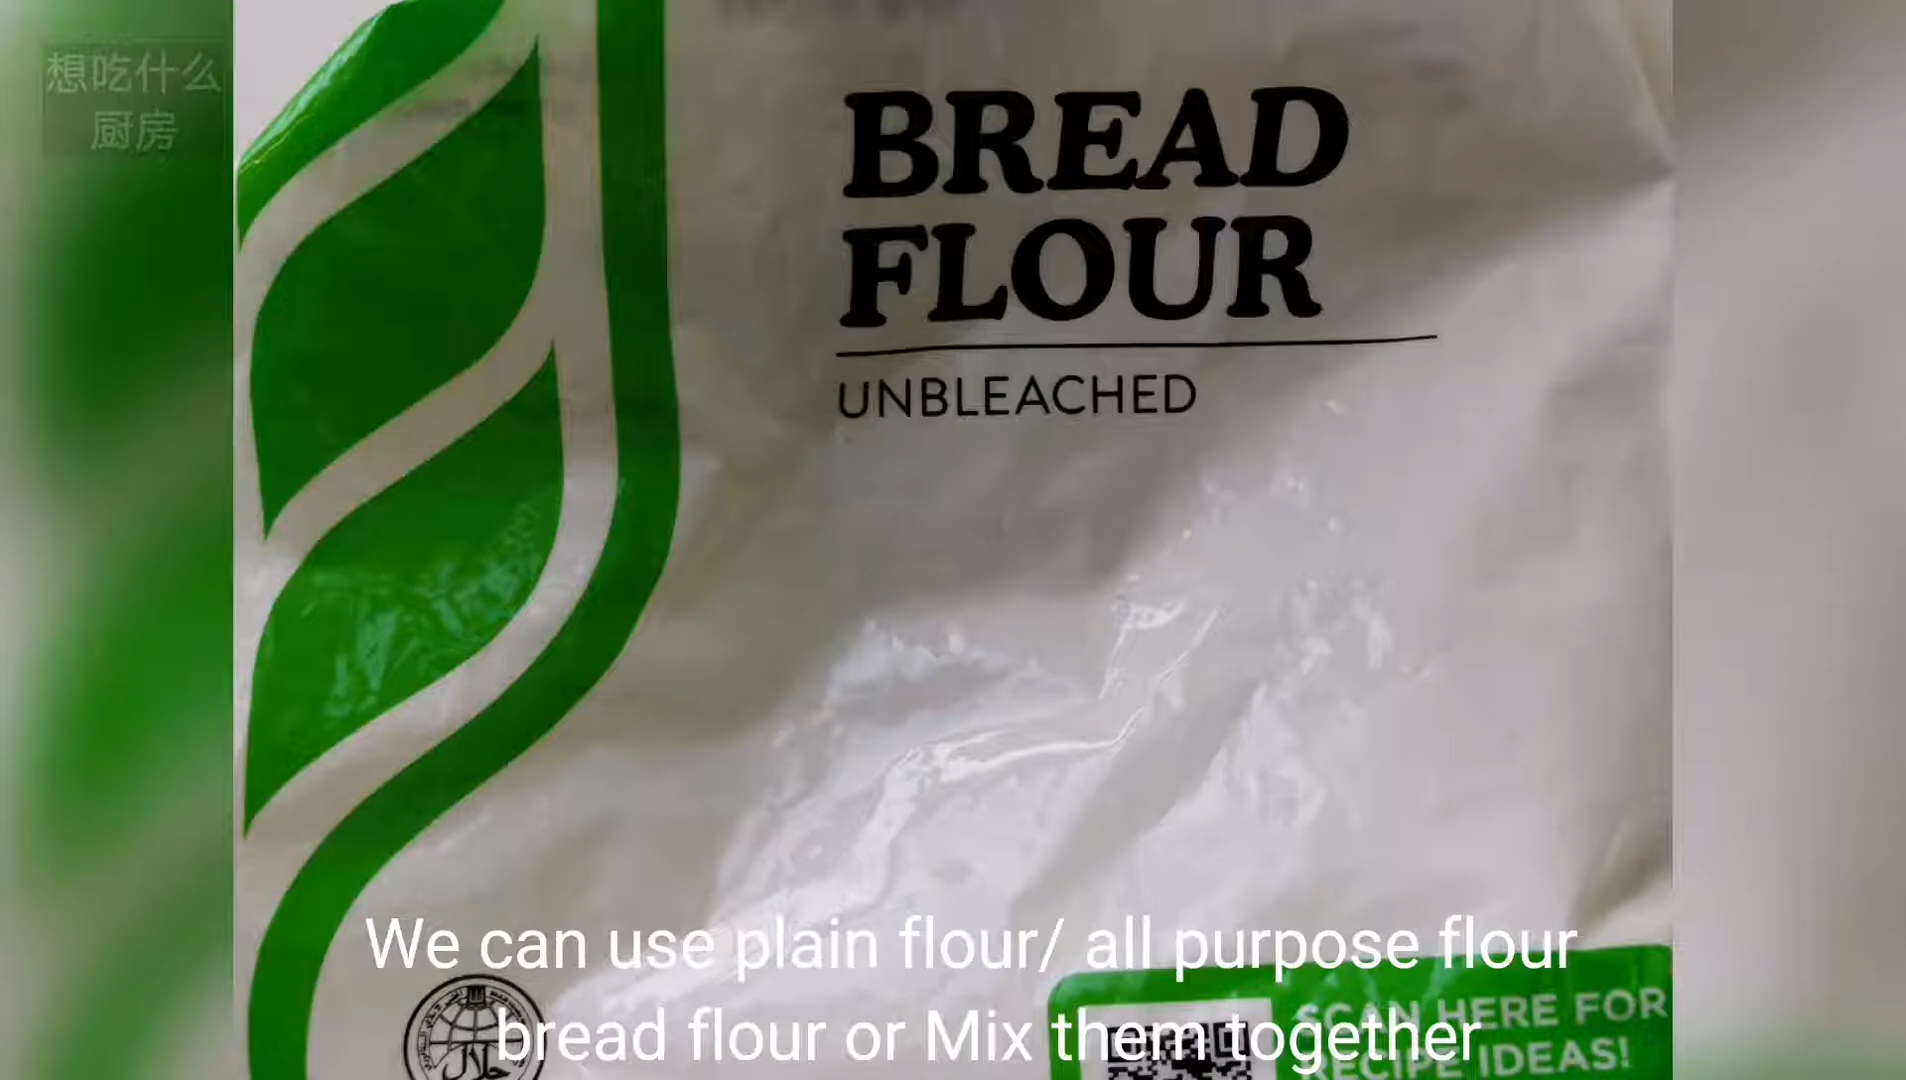 想吃什么
厨房
BREAD
FLOUR
UNBLEACHED
We can use plain flour/ all purpose flour
bread flour or Mix them together
SCAN HERE FOR
RECIPE IDEAS!
حلال